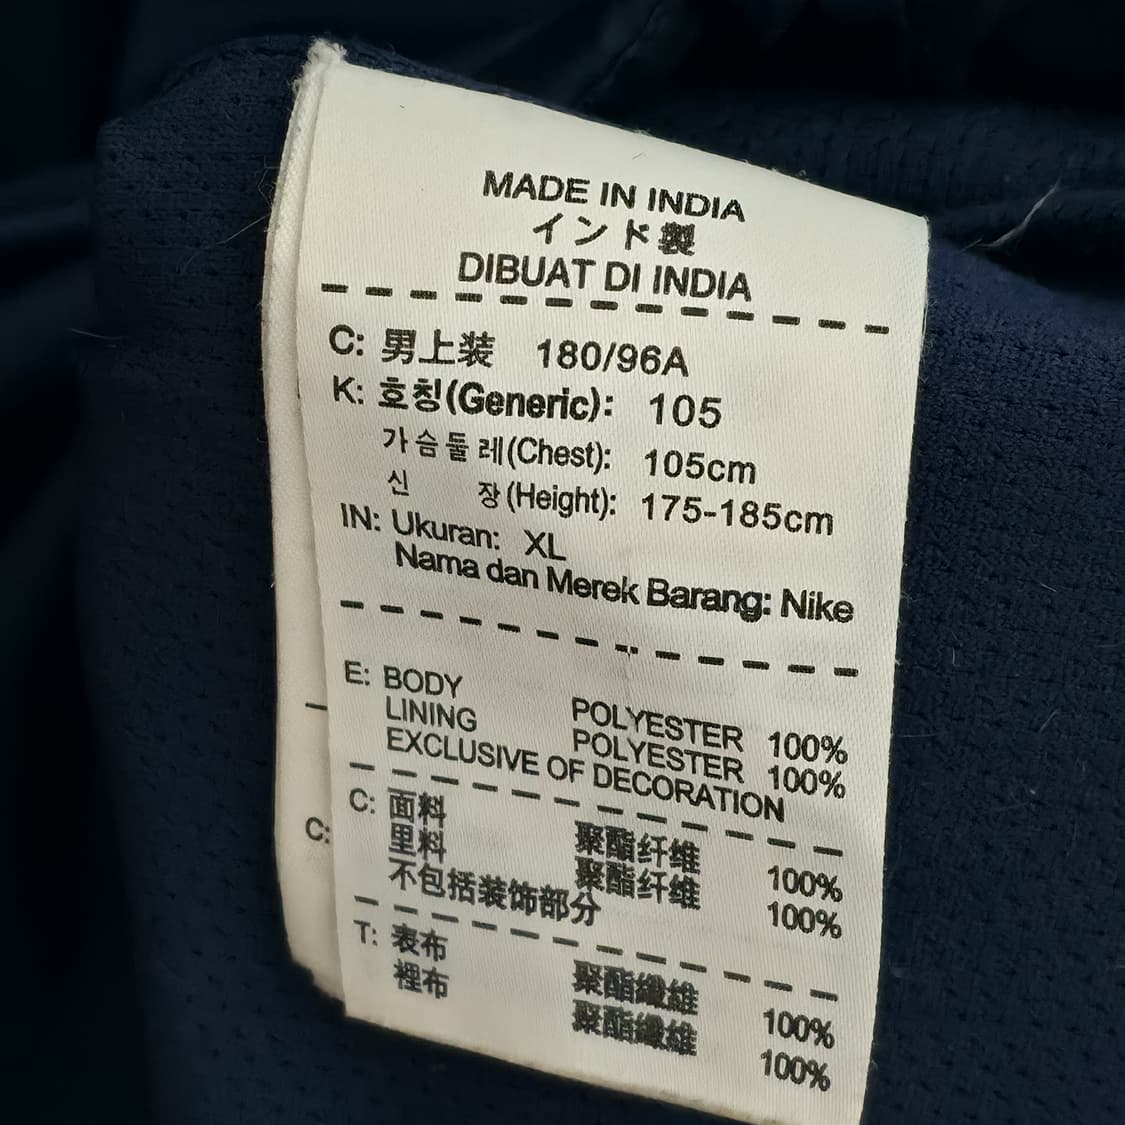 MADE IN INDIA
インド製
DIBUAT DI INDIA
C: 男上装 180/96A
K: 호칭(Generic): 105
가슴둘레(Chest): 105cm
신 장(Height): 175-185cm
IN: Ukuran: XL
Nama dan Merek Barang: Nike
E: BODY POLYESTER 100%
LINING POLYESTER 100%
EXCLUSIVE OF DECORATION
C: 面料 聚酯纤维 100%
里料 聚酯纤维 100%
不包括装饰部分
T: 表布 聚酯纖維 100%
裡布 聚酯纖維 100%
C: